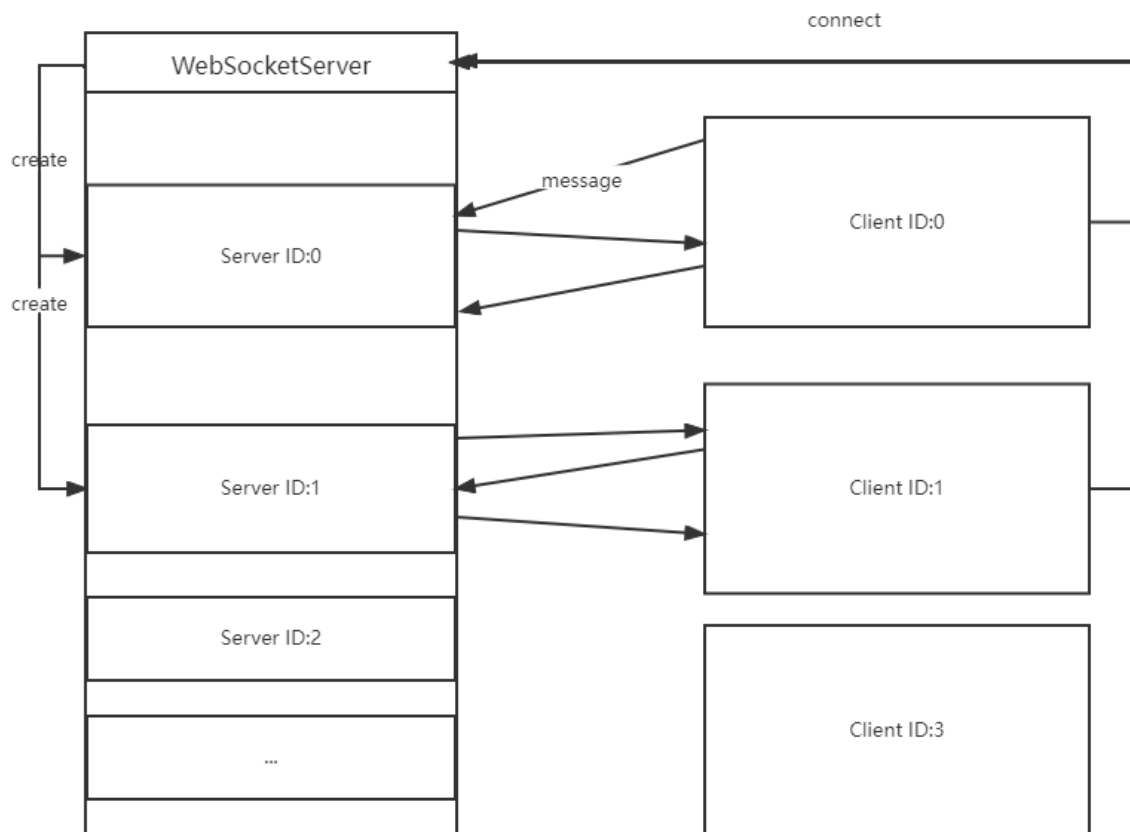 connect
WebSocketServer
create
message
Client ID:0
Server ID:0
create
Server ID:1
Client ID:1
Server ID:2
Client ID:3
...